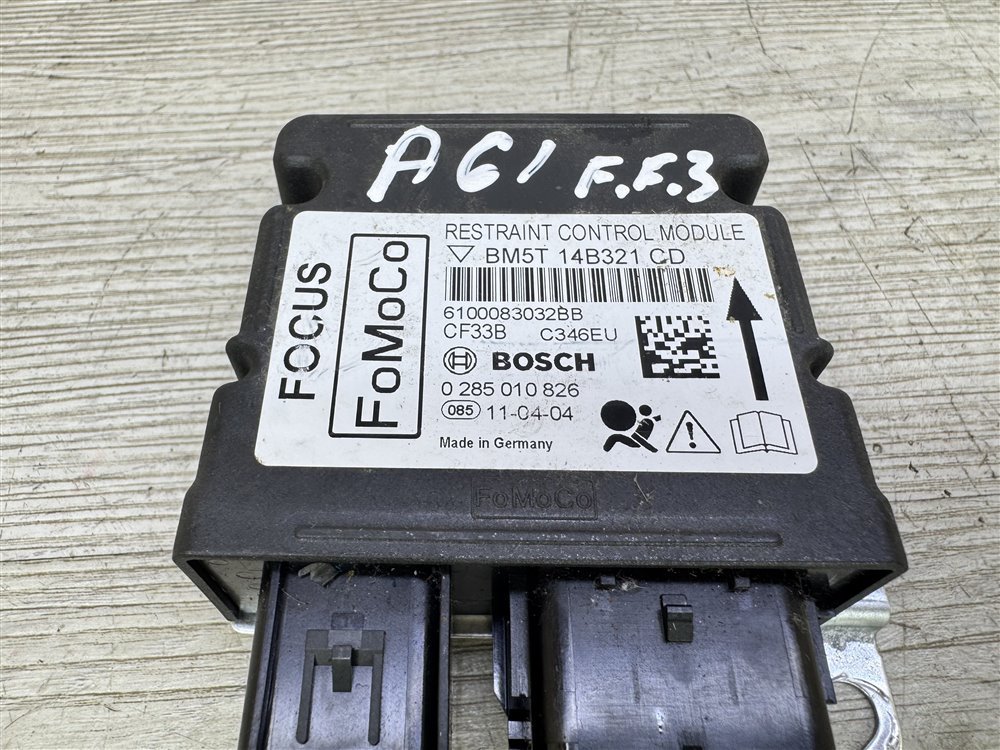 A61 F.F.3
RESTRAINT CONTROL MODULE
BM5T 14B321 CD
6100083032BB
CF33B C346EU
BOSCH
0 285 010 826
085 11-04-04
Made in Germany
FOCUS
FoMoCo
FoMoCo